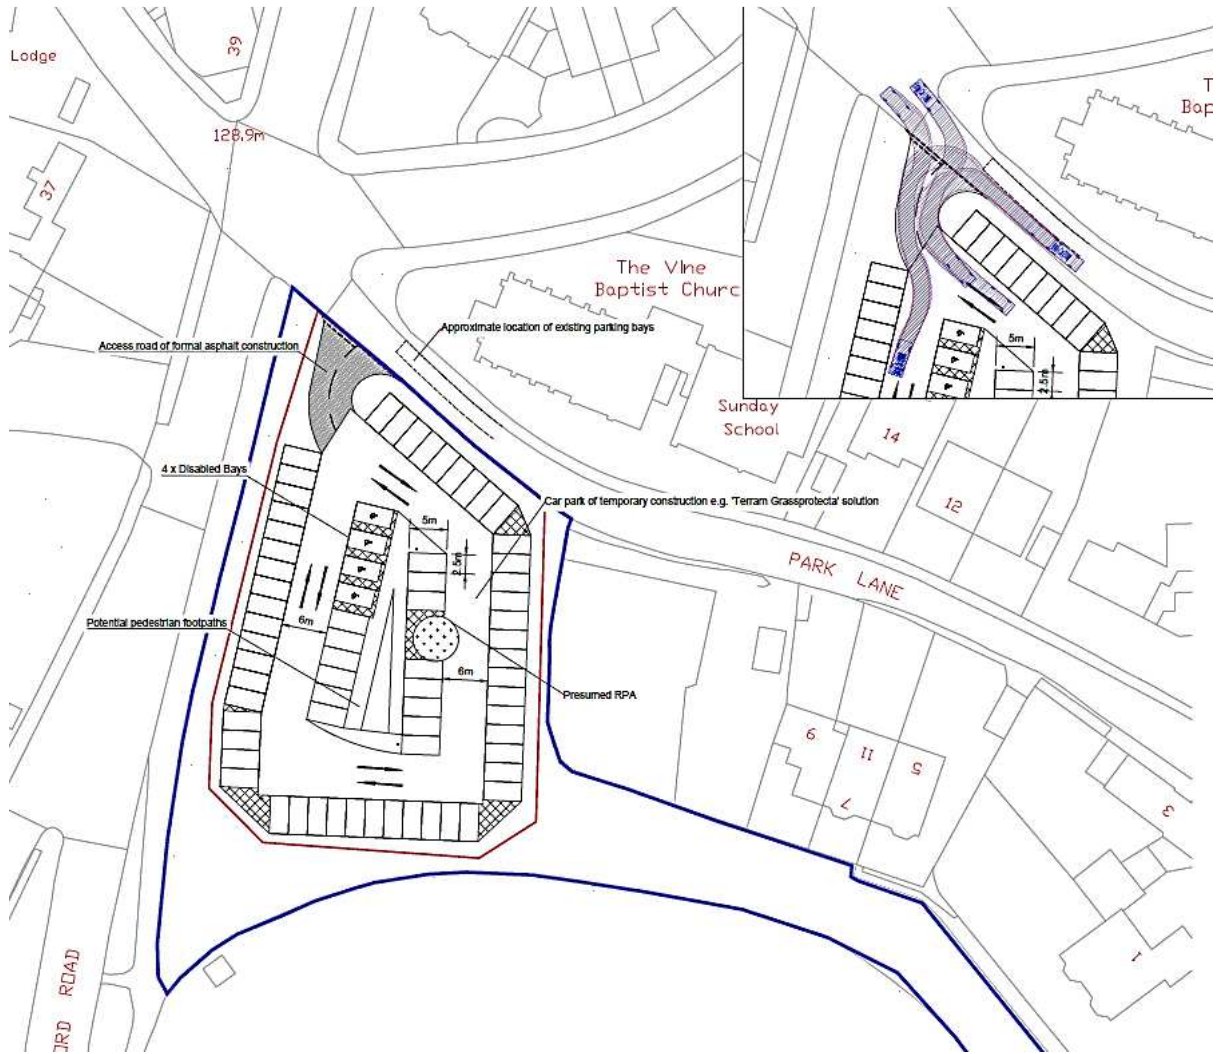 Lodge
39
128.9m
37
The Vine
Baptist Churc
Approximate location of existing parking bays
Access road of formal asphalt construction
4 x Disabled Bays
Car park of temporary construction e.g. 'Terram Grassprotecta' solution
5m
2.5m
6m
6m
Potential pedestrian footpaths
Presumed RPA
Sunday
School
14
12
PARK LANE
9
11
5
7
3
1
ORD ROAD
T
Bap
5m
2.5m